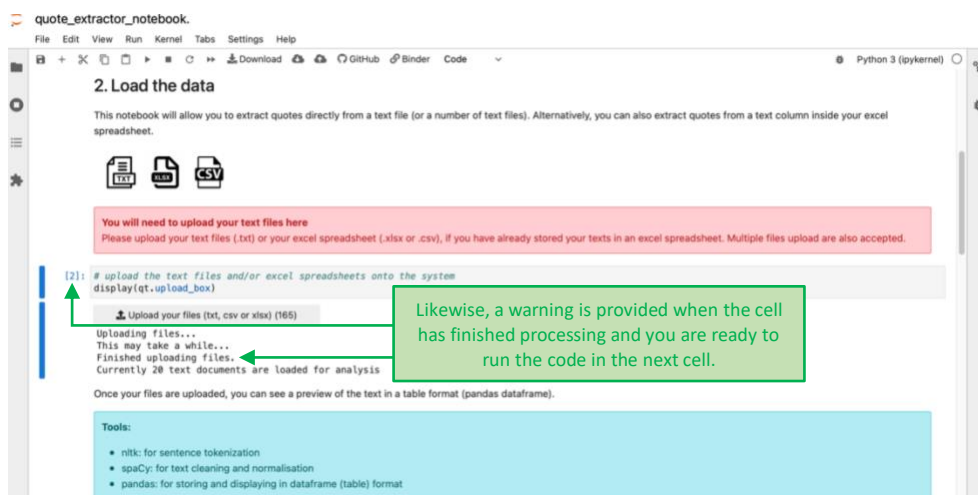 quote_extractor_notebook.
File Edit View Run Kernel Tabs Settings Help
Download GitHub Binder Code Python 3 (ipykernel)
2. Load the data
This notebook will allow you to extract quotes directly from a text file (or a number of text files). Alternatively, you can also extract quotes from a text column inside your excel
spreadsheet.
TXT XLSX CSV
You will need to upload your text files here
Please upload your text files (.txt) or your excel spreadsheet (.xlsx or .csv), if you have already stored your texts in an excel spreadsheet. Multiple files upload are also accepted.
[2]: # upload the text files and/or excel spreadsheets onto the system
display(qt.upload_box)
Upload your files (txt, csv or xlsx) (165)
Uploading files...
This may take a while...
Finished uploading files.
Currently 20 text documents are loaded for analysis
Likewise, a warning is provided when the cell
has finished processing and you are ready to
run the code in the next cell.
Once your files are uploaded, you can see a preview of the text in a table format (pandas dataframe).
Tools:
• nltk: for sentence tokenization
• spaCy: for text cleaning and normalisation
• pandas: for storing and displaying in dataframe (table) format